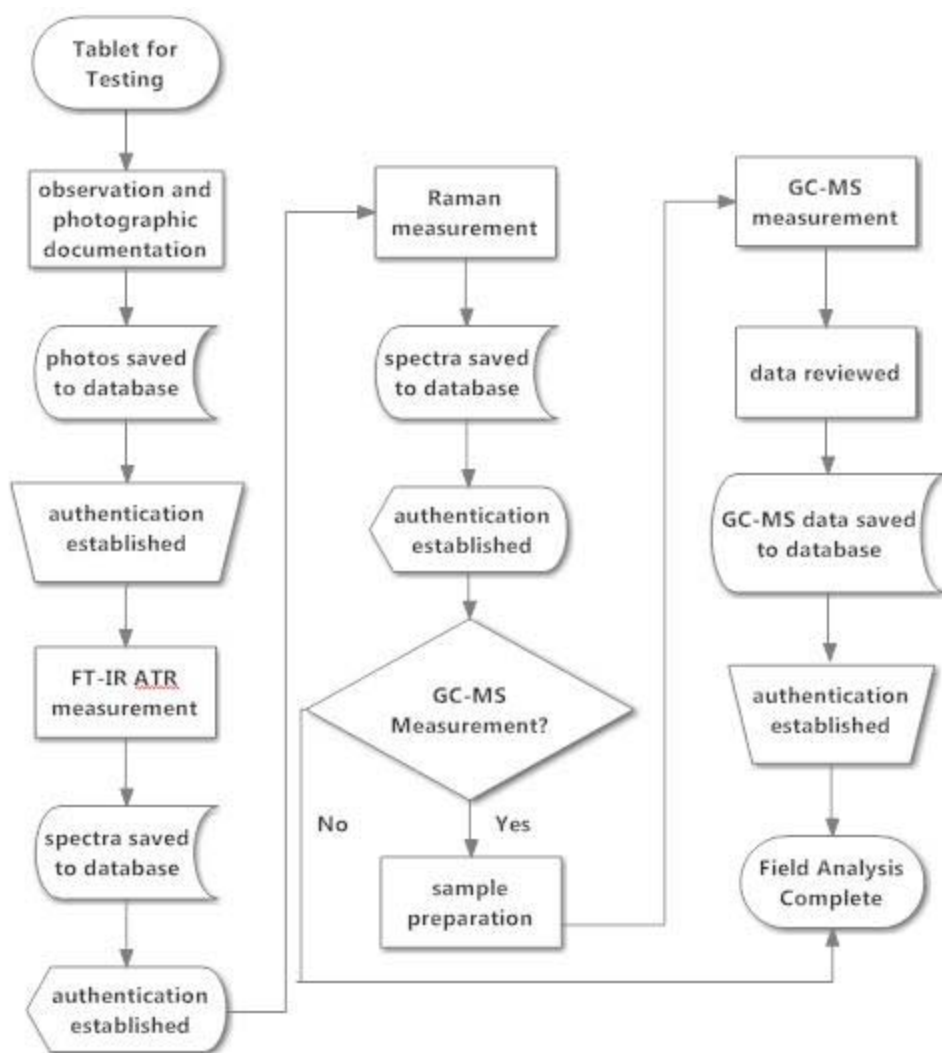 Tablet for
Testing
observation and
photographic
documentation
photos saved
to database
authentication
established
FT-IR ATR
measurement
spectra saved
to database
authentication
established
Raman
measurement
spectra saved
to database
authentication
established
GC-MS
Measurement?
No
Yes
sample
preparation
GC-MS
measurement
data reviewed
GC-MS data saved
to database
authentication
established
Field Analysis
Complete